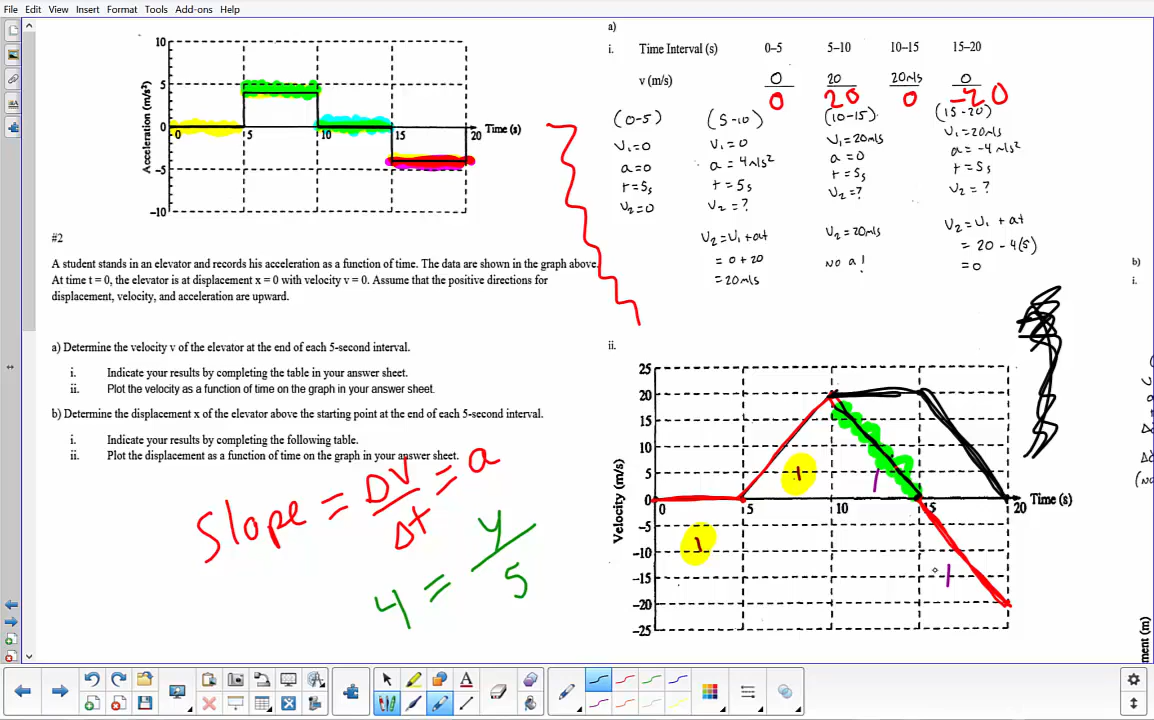 File Edit View Insert Format Tools Add-ons Help
10
5
0
-5
-10
0 5 10 15 20
Acceleration (m/s²)
Time (s)
#2
A student stands in an elevator and records his acceleration as a function of time. The data are shown in the graph above.
At time t = 0, the elevator is at displacement x = 0 with velocity v = 0. Assume that the positive directions for
displacement, velocity, and acceleration are upward.
a) Determine the velocity v of the elevator at the end of each 5-second interval.
i. Indicate your results by completing the table in your answer sheet.
ii. Plot the velocity as a function of time on the graph in your answer sheet.
b) Determine the displacement x of the elevator above the starting point at the end of each 5-second interval.
i. Indicate your results by completing the following table.
ii. Plot the displacement as a function of time on the graph in your answer sheet.
Slope = ΔV/Δt = a
4 = y/5
a)
i. Time Interval (s) 0–5 5–10 10–15 15–20
v (m/s) 0 20 20m/s 0
0 20 0 -20 0
(0-5) (5-10) (10-15) (15-20)
V₁=0 V₁=0 V₁=20m/s V₁=20m/s
a=0 a=4m/s² a=0 a=-4m/s²
t=5s t=5s t=5s t=5s
V₂=0 V₂=? V₂=? V₂=?
V₂=V₁+at V₂=20m/s V₂=V₁+at
= 0+20 No a! = 20-4(5)
=20m/s =0
ii.
25
20
15
10
5
0
-5
-10
-15
-20
-25
0 5 10 15 20
Velocity (m/s)
Time (s)
1
1
1
1
b)
i.
ment (m)